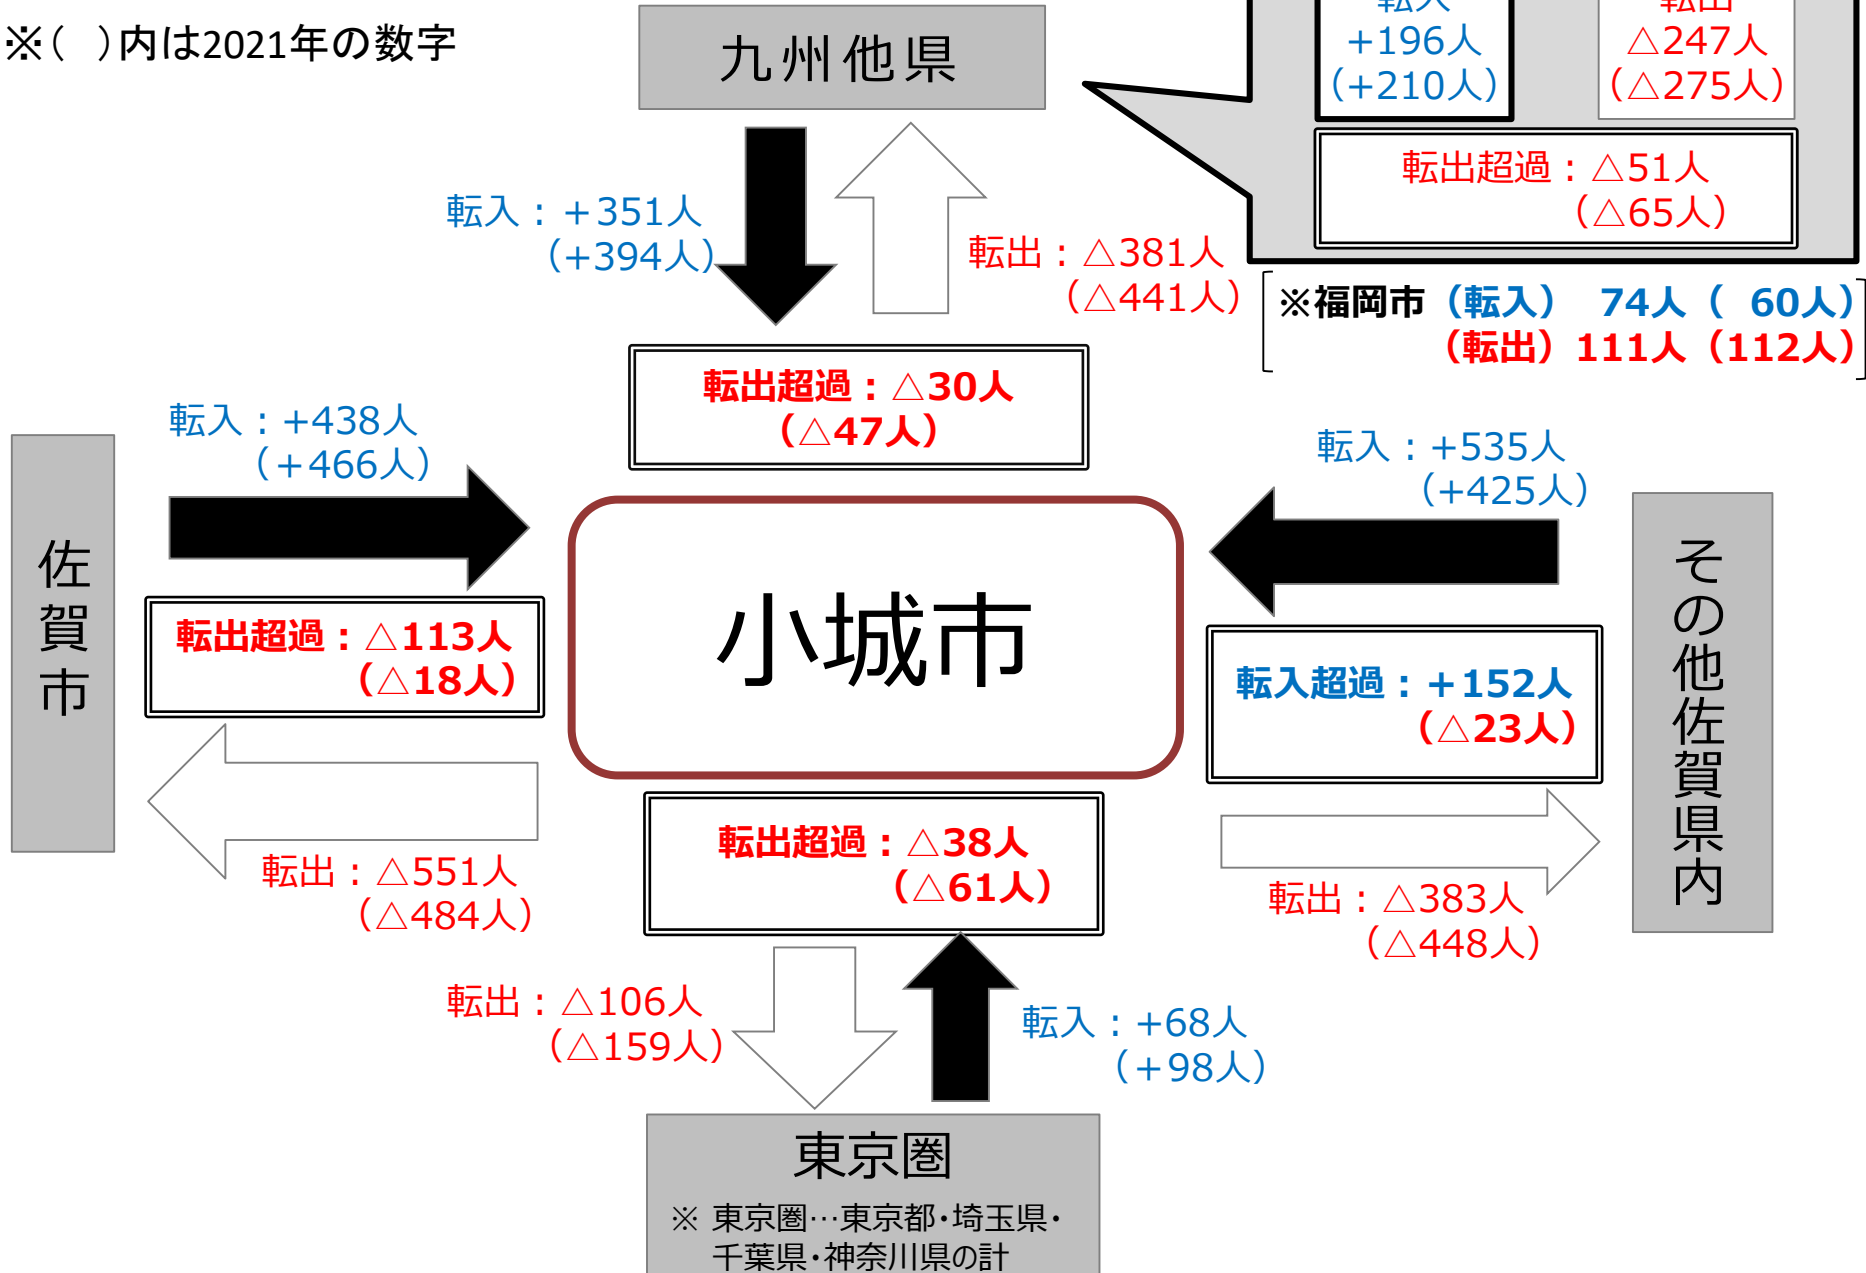 ※(　)内は2021年の数字
九州他県
転入
+196人
(+210人)
転出
△247人
(△275人)
転出超過：△51人
(△65人)
※福岡市（転入）　74人（　60人）
（転出）111人（112人）
転入：+351人
(+394人)
転出：△381人
(△441人)
転出超過：△30人
(△47人)
転入：+438人
(+466人)
佐賀市
転出超過：△113人
(△18人)
転出：△551人
(△484人)
小城市
転入：+535人
(+425人)
その他佐賀県内
転入超過：+152人
(△23人)
転出：△383人
(△448人)
転出超過：△38人
(△61人)
転出：△106人
(△159人)
転入：+68人
(+98人)
東京圏
※ 東京圏…東京都・埼玉県・
千葉県・神奈川県の計